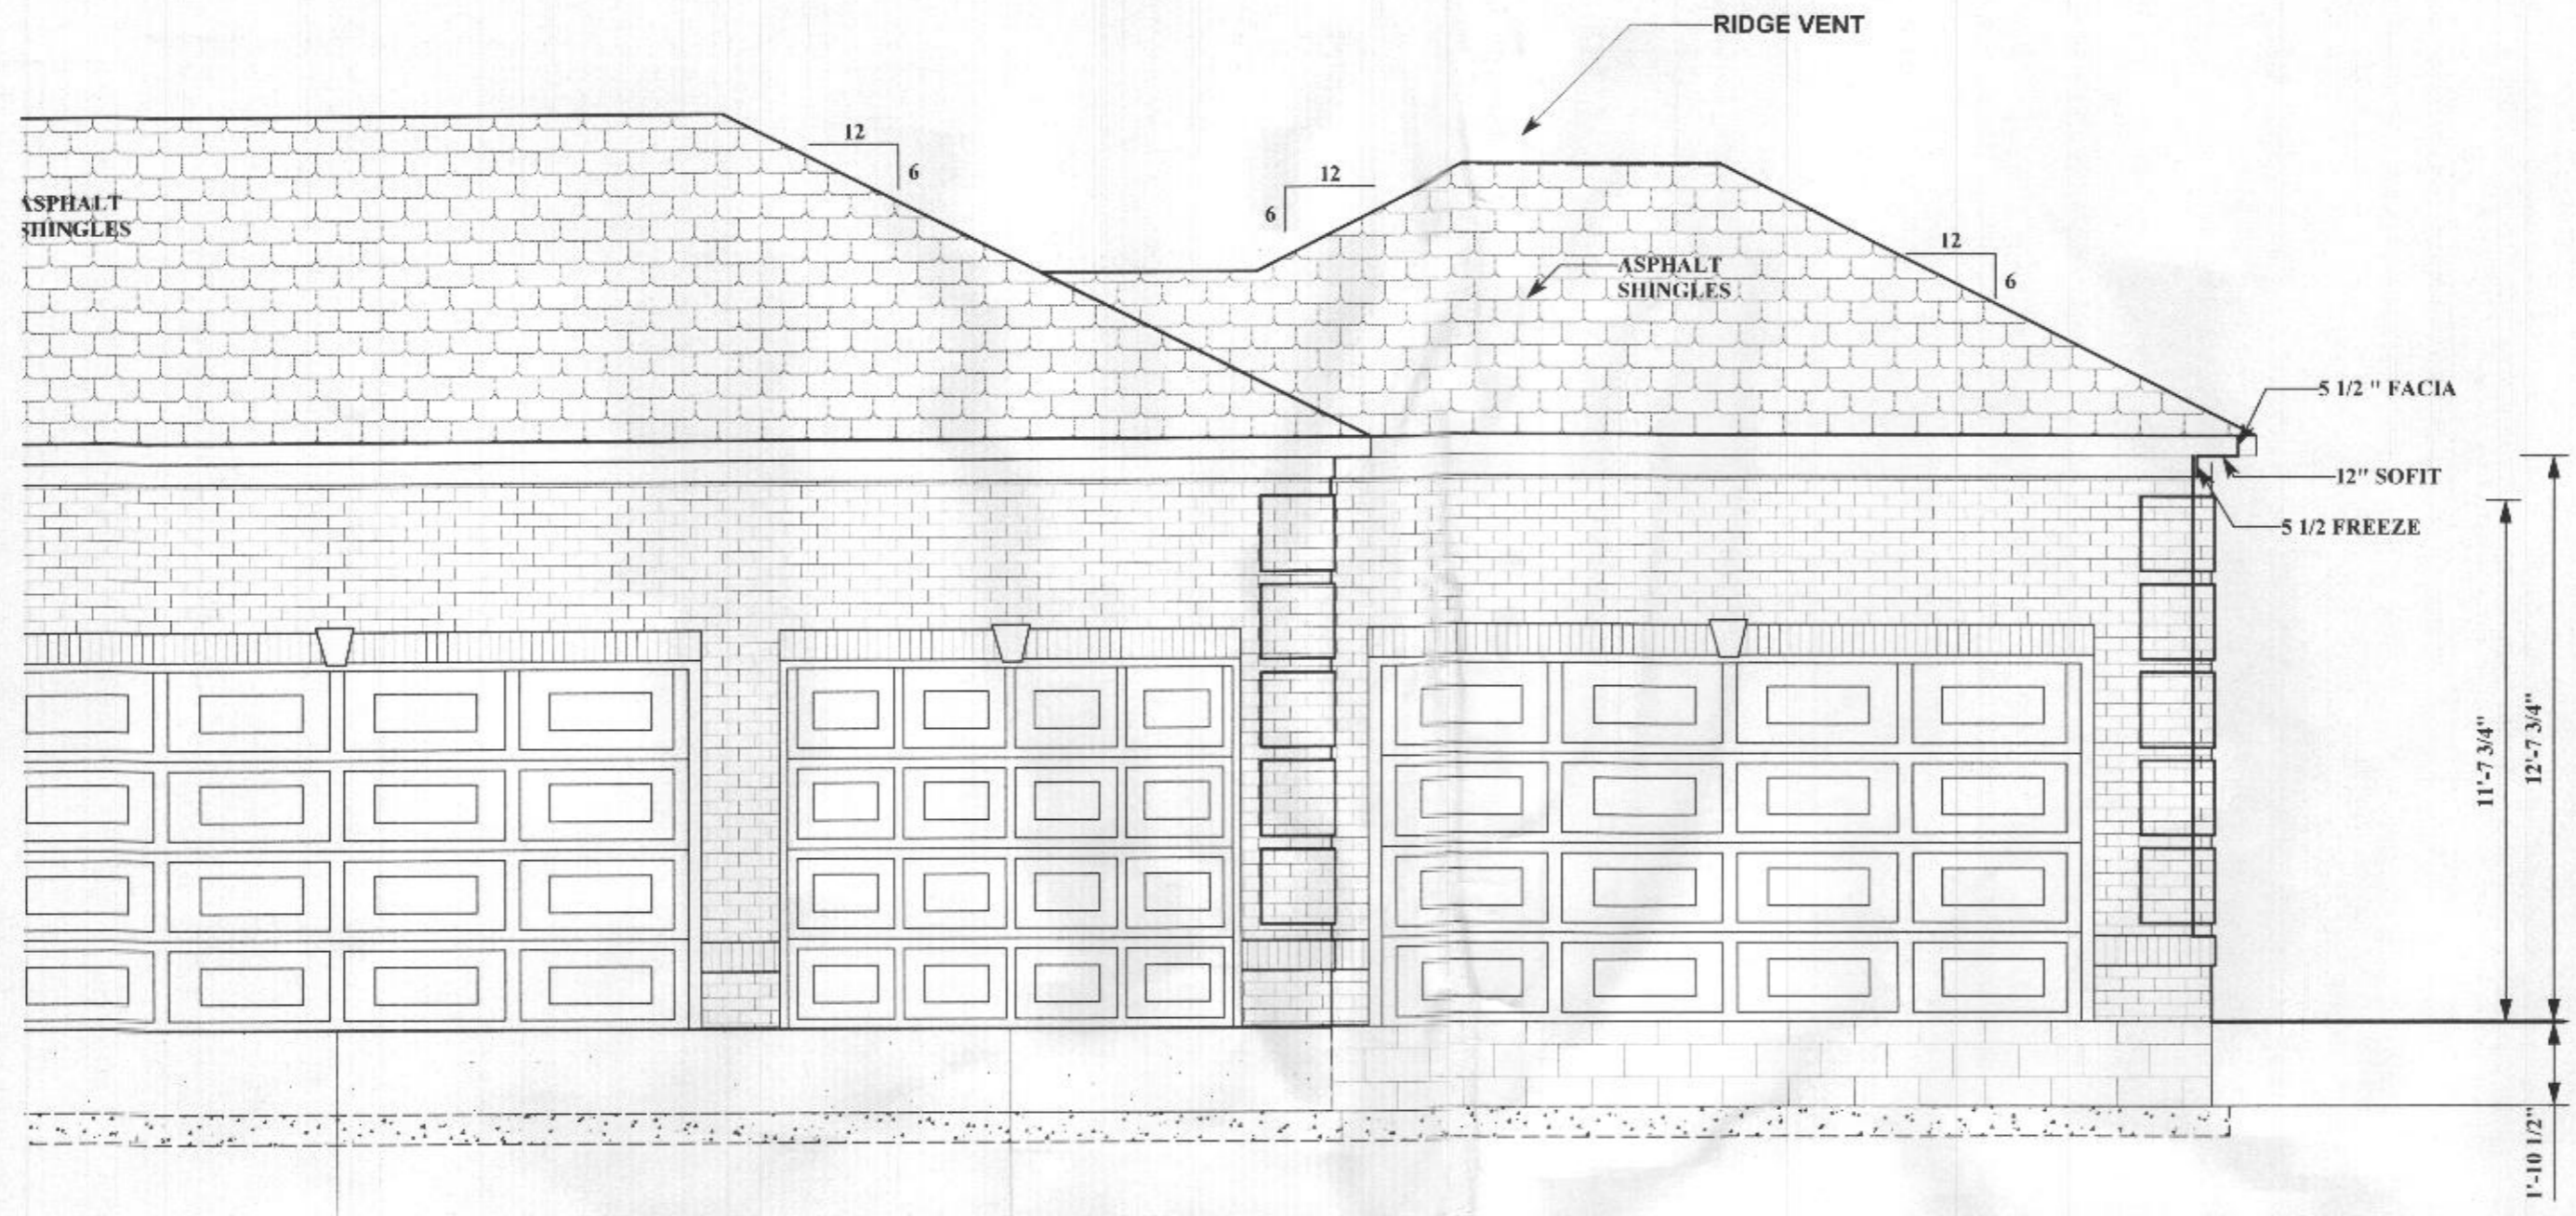 RIDGE VENT
12
6
12
6
ASPHALT
SHINGLES
12
6
ASPHALT
SHINGLES
5 1/2 " FACIA
12" SOFIT
5 1/2 FREEZE
11'-7 3/4"
12'-7 3/4"
1'-10 1/2"